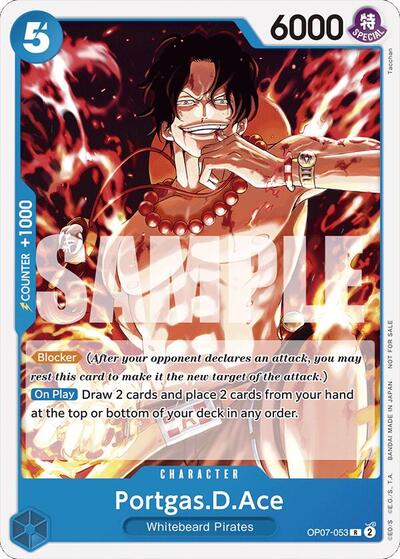 5
6000
特
SPECIAL
Tacchan
COUNTER +1000
SAMPLE
Blocker (After your opponent declares an attack, you may
rest this card to make it the new target of the attack.)
On Play Draw 2 cards and place 2 cards from your hand
at the top or bottom of your deck in any order.
©E.O/S ©E.O.'S., T.A. BANDAI MADE IN JAPAN NOT FOR SALE
CHARACTER
Portgas.D.Ace
Whitebeard Pirates
OP07-053 R 2